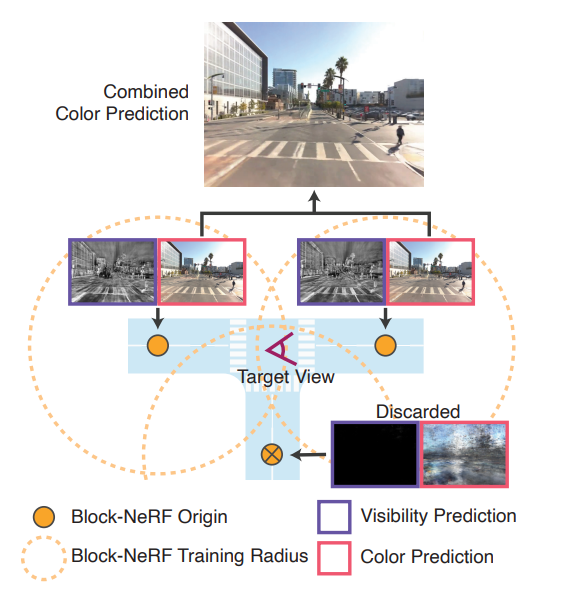 Combined
Color Prediction
Target View
Discarded
Block-NeRF Origin
Visibility Prediction
Block-NeRF Training Radius
Color Prediction